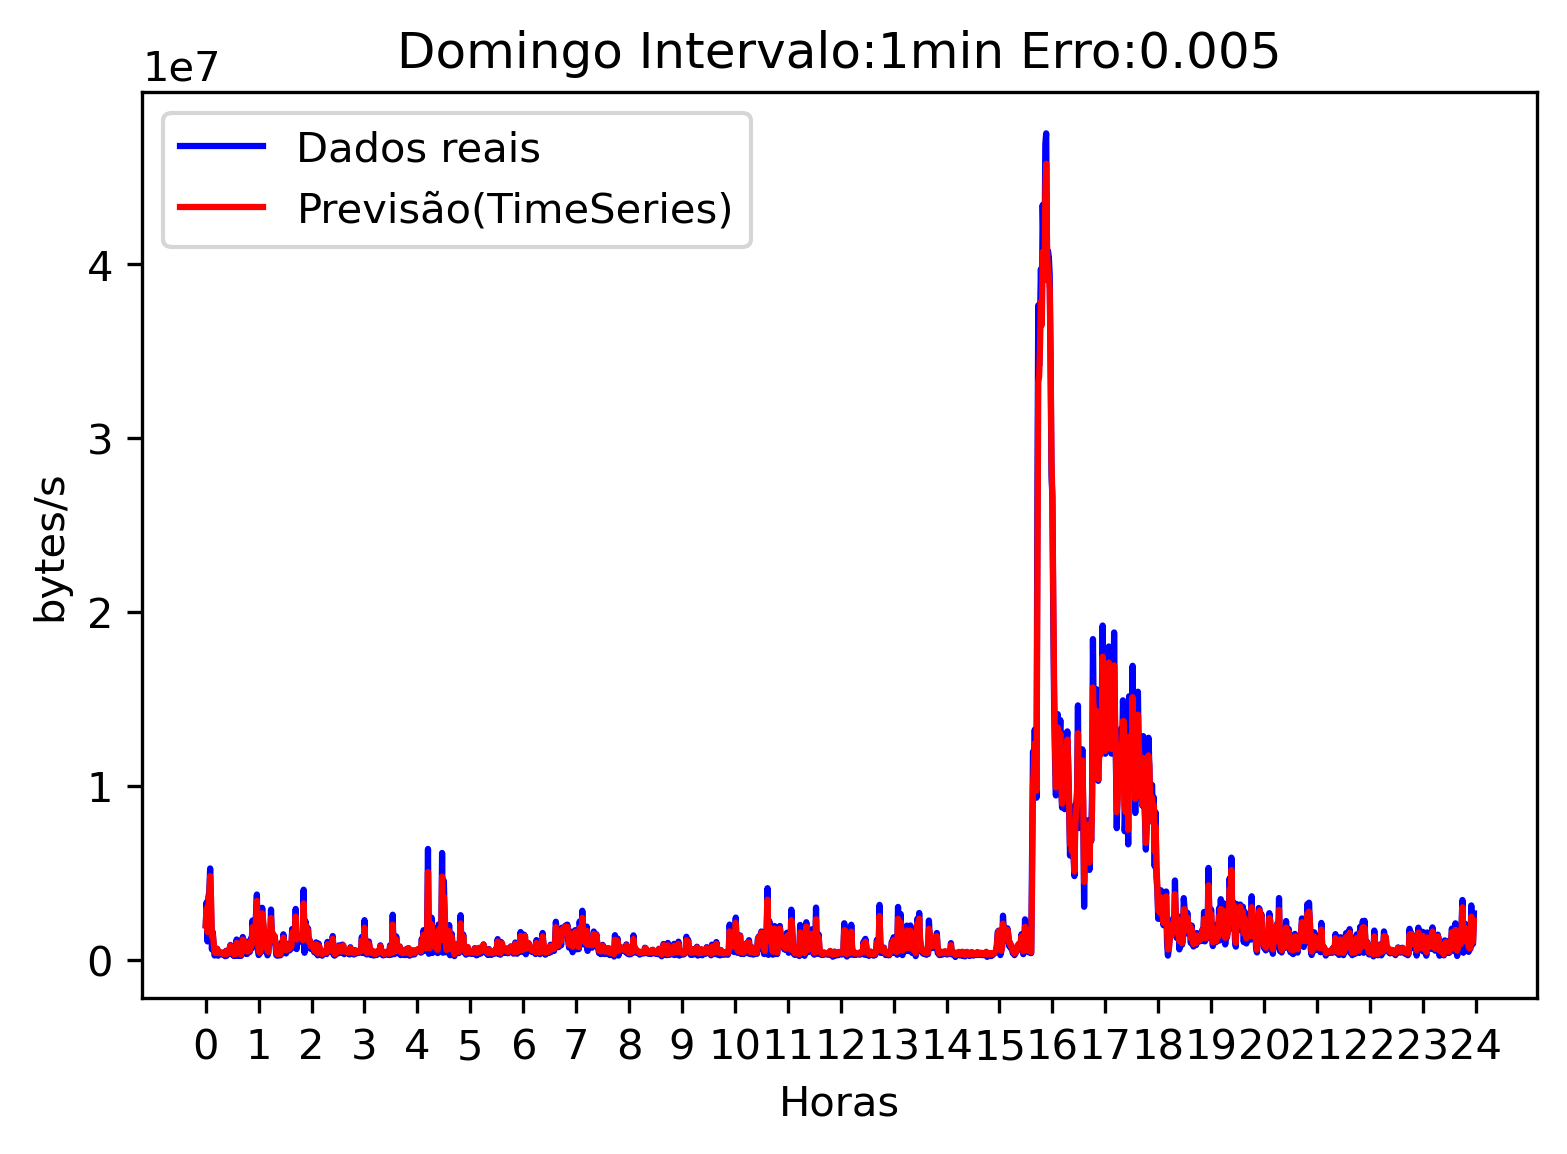 Domingo Intervalo:1min Erro:0.005
1e7
Dados reais
Previsão(TimeSeries)
4
3
2
1
0
bytes/s
0 1 2 3 4 5 6 7 8 9 10 11 12 13 14 15 16 17 18 19 20 21 22 23 24
Horas